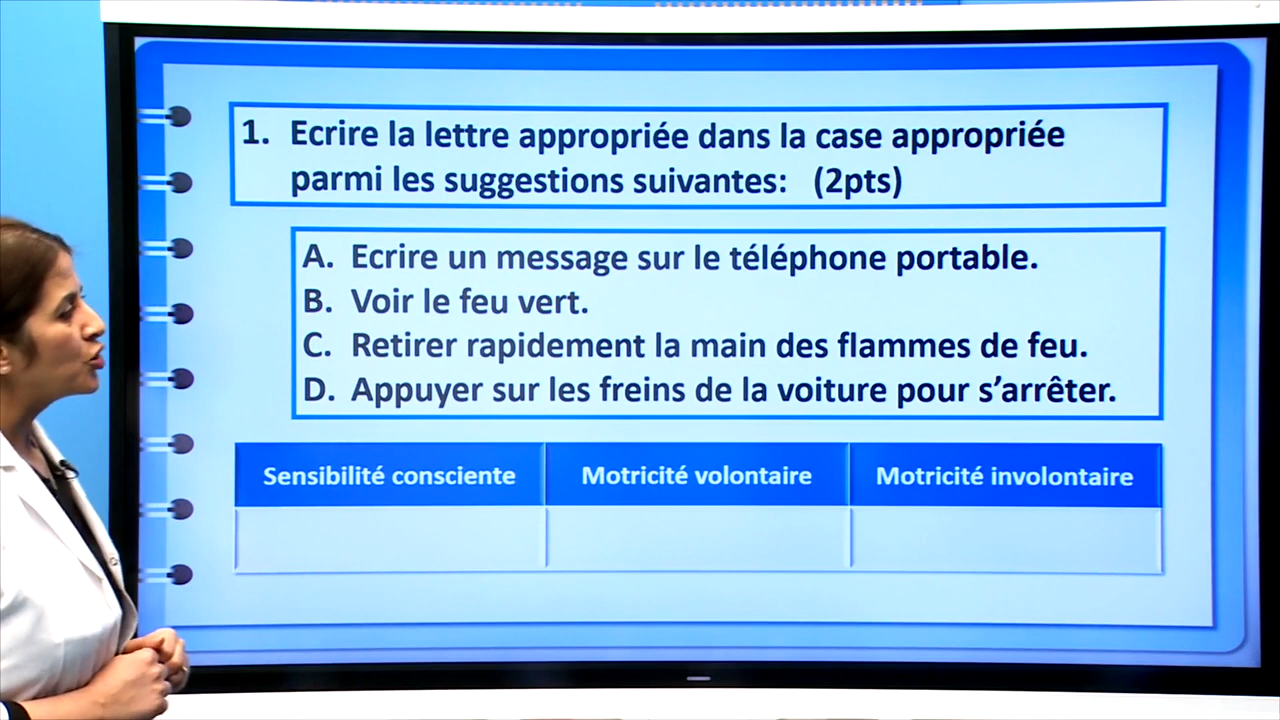 1. Ecrire la lettre appropriée dans la case appropriée
parmi les suggestions suivantes: (2pts)
A. Ecrire un message sur le téléphone portable.
B. Voir le feu vert.
C. Retirer rapidement la main des flammes de feu.
D. Appuyer sur les freins de la voiture pour s’arrêter.
Sensibilité consciente Motricité volontaire Motricité involontaire